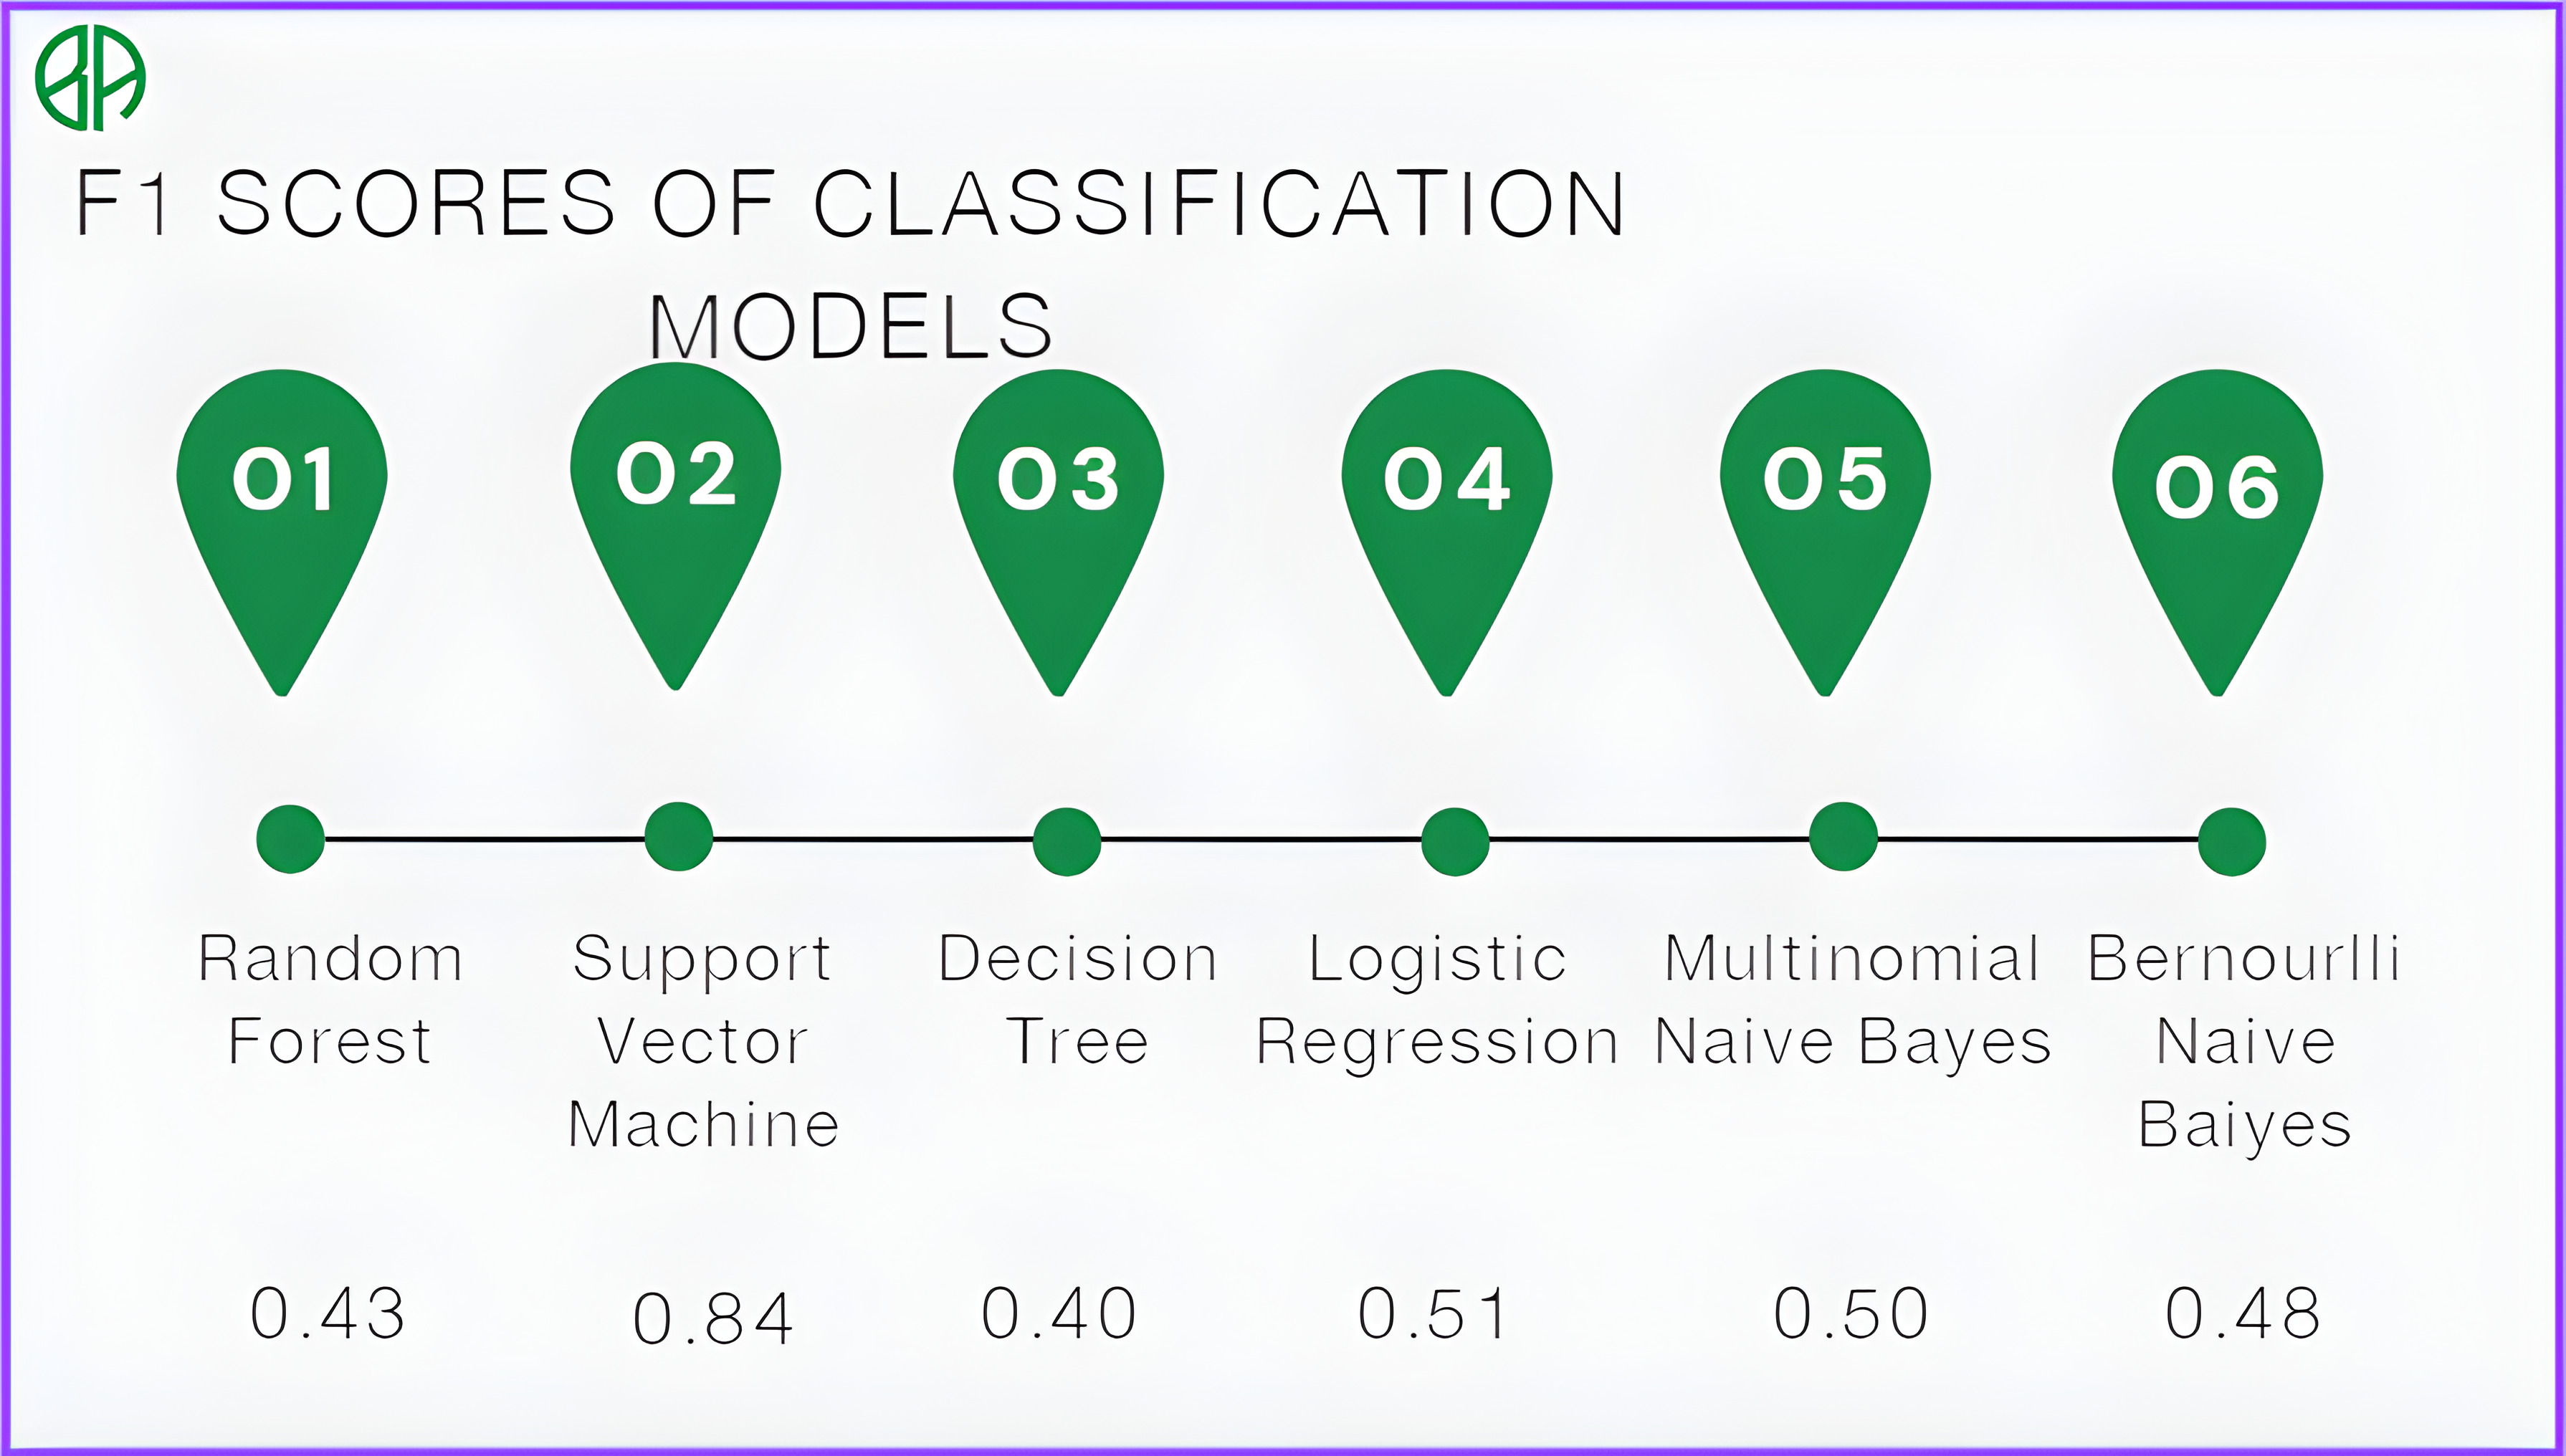 BA
F1 SCORES OF CLASSIFICATION
MODELS
01
02
03
04
05
06
Random
Forest
Support
Vector
Machine
Decision
Tree
Logistic
Regression
Multinomial
Naive Bayes
Bernourlli
Naive
Baiyes
0.43
0.84
0.40
0.51
0.50
0.48